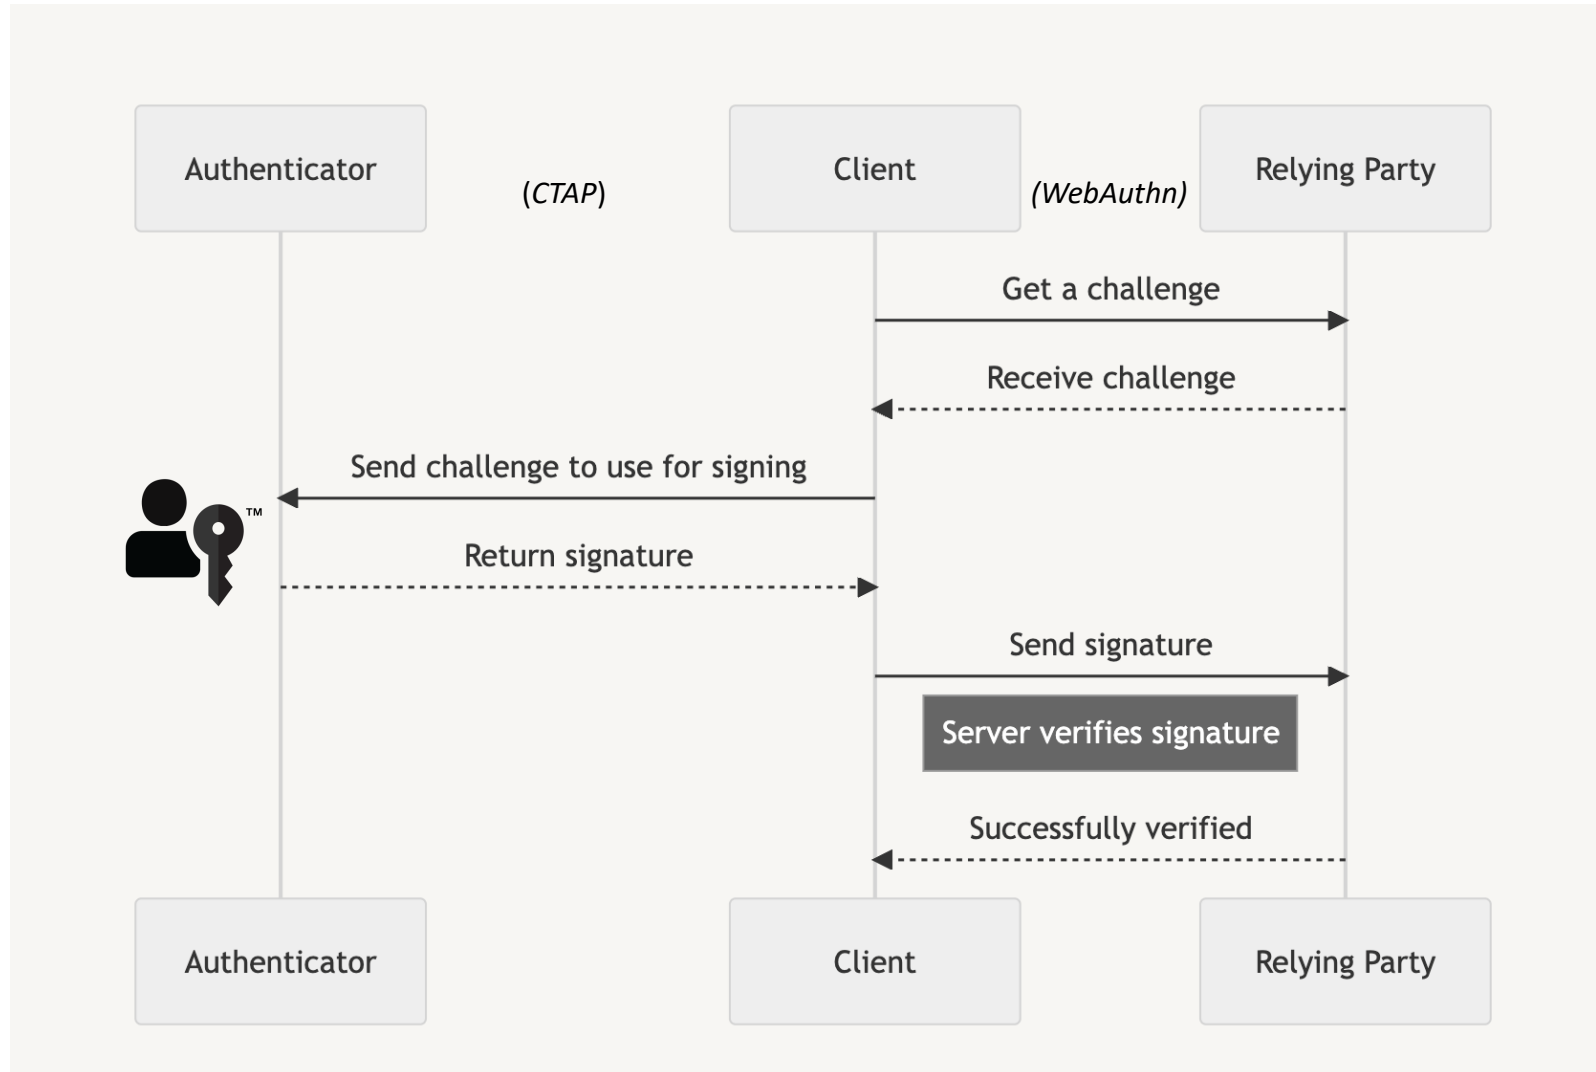 Authenticator
(CTAP)
Client
(WebAuthn)
Relying Party
Get a challenge
Receive challenge
Send challenge to use for signing
™
Return signature
Send signature
Server verifies signature
Successfully verified
Authenticator
Client
Relying Party